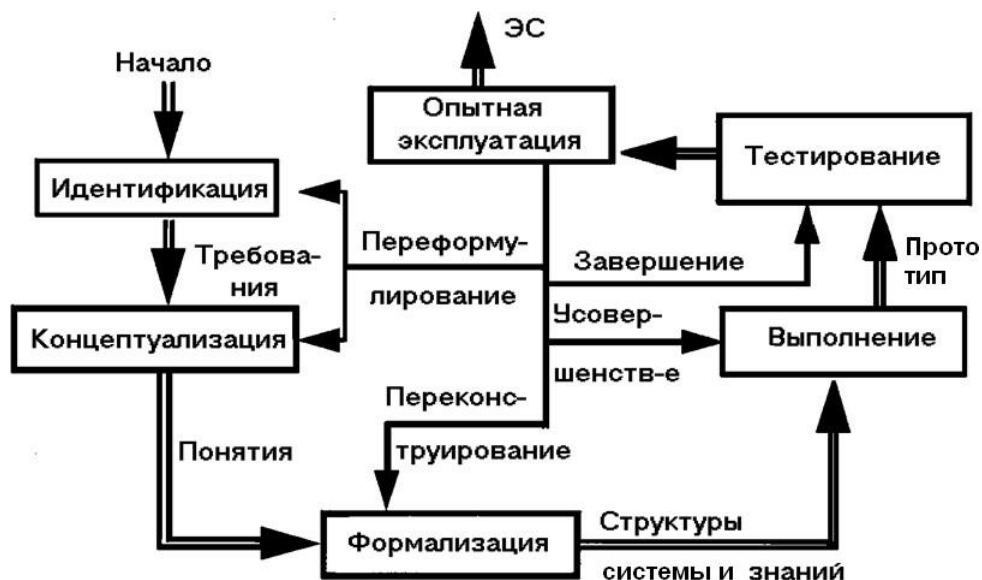 ЭС
Начало
Опытная
эксплуатация
Тестирование
Идентификация
Требова-
ния
Переформу-
лирование
Завершение
Прото
тип
Концептуализация
Усовер-
шенств-е
Выполнение
Переконс-
труирование
Понятия
Формализация
Структуры
системы и знаний